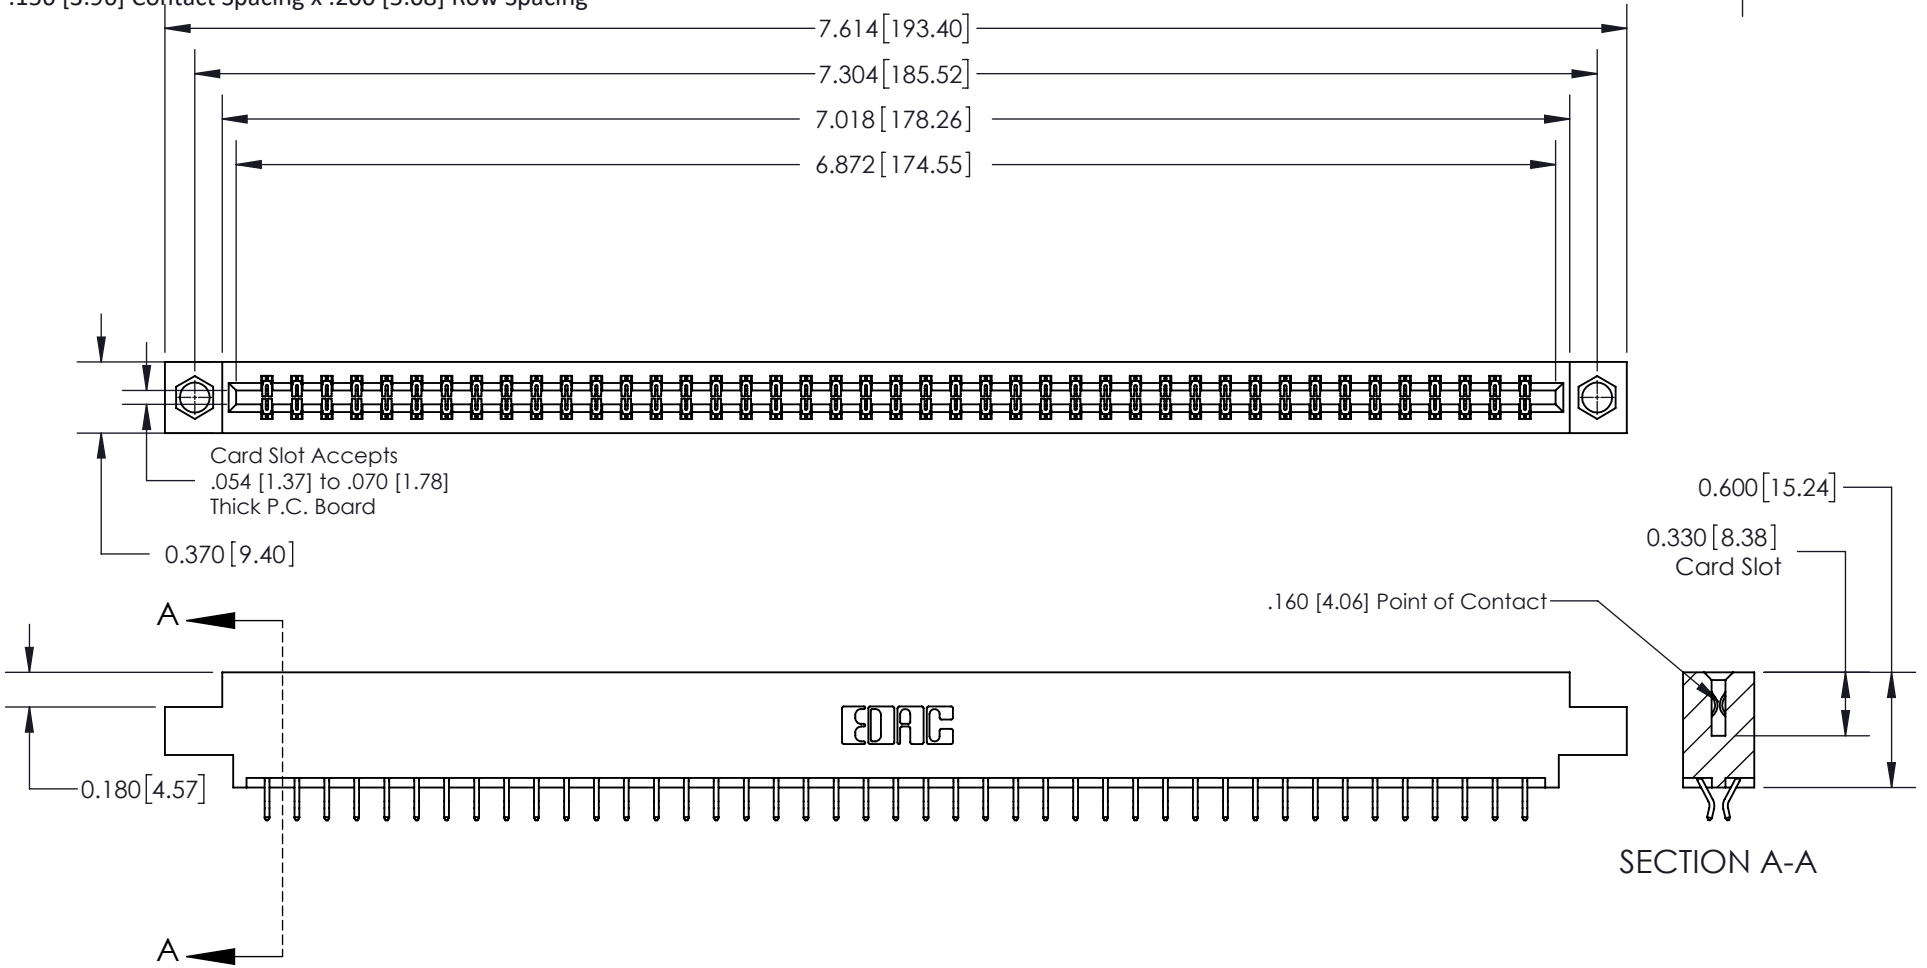 .156 [3.96] Contact Spacing x .200 [5.08] Row Spacing
7.614[193.40]
7.304[185.52]
7.018[178.26]
6.872[174.55]
Card Slot Accepts
.054 [1.37] to .070 [1.78]
Thick P.C. Board
0.370[9.40]
0.600[15.24]
0.330[8.38]
Card Slot
.160 [4.06] Point of Contact
A
EDAC
0.180[4.57]
SECTION A-A
A